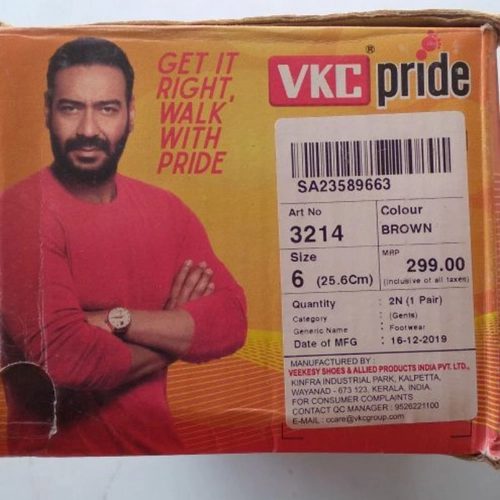 GET IT
RIGHT,
WALK
WITH
PRIDE
VKC® pride
SA23589663
Art No
3214
Colour
BROWN
Size
6 (25.6Cm)
MRP
299.00
(inclusive of all taxes)
Quantity : 2N (1 Pair)
Category : (Gents)
Generic Name : Footwear
Date of MFG : 16-12-2019
MANUFACTURED BY :
VEEKESY SHOES & ALLIED PRODUCTS INDIA PVT. LTD.,
KINFRA INDUSTRIAL PARK, KALPETTA,
WAYANAD - 673 123, KERALA, INDIA.
FOR CONSUMER COMPLAINTS
CONTACT QC MANAGER : 9526221100
E-MAIL : ccare@vkcgroup.com